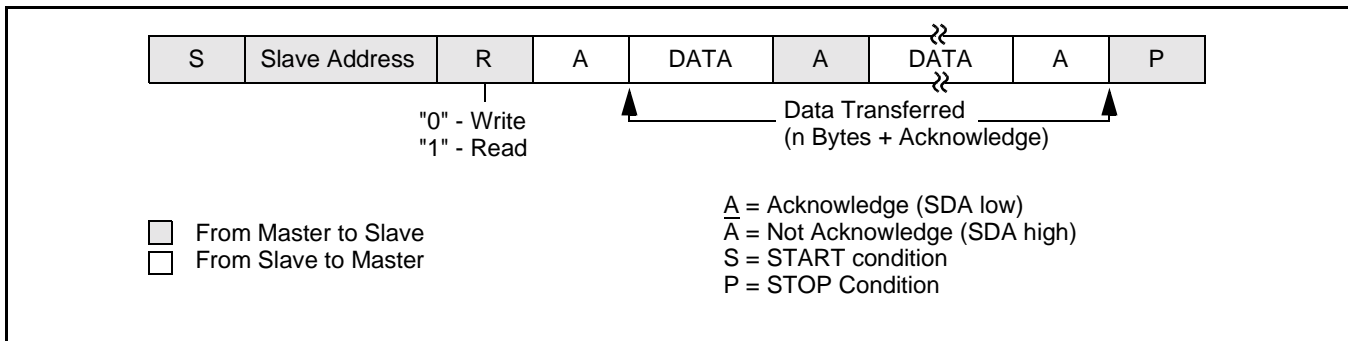 S Slave Address R A DATA A DATA A P
"0" - Write
"1" - Read
Data Transferred
(n Bytes + Acknowledge)
From Master to Slave
From Slave to Master
A = Acknowledge (SDA low)
A̅ = Not Acknowledge (SDA high)
S = START condition
P = STOP Condition